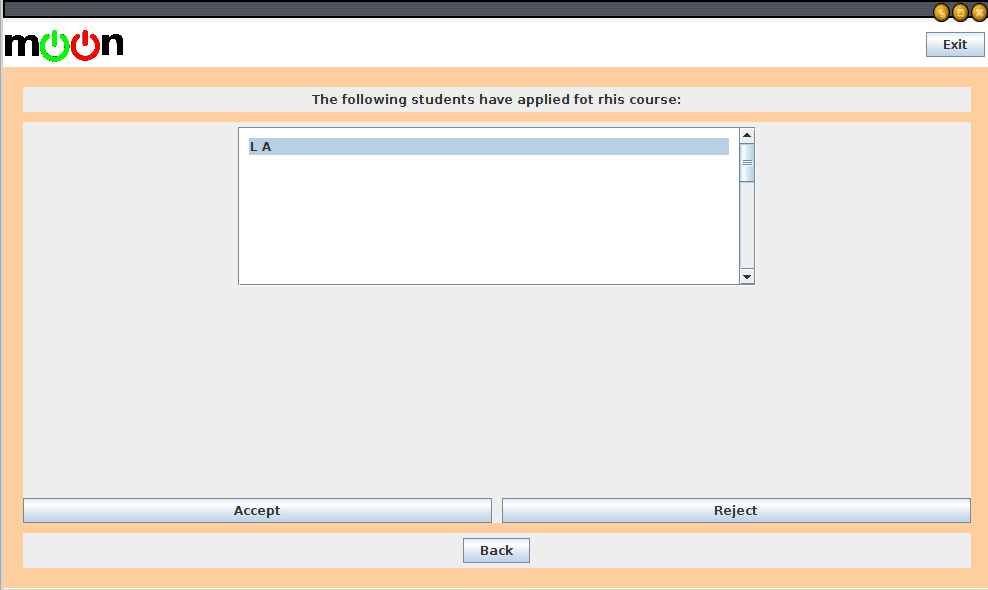 moon
Exit
The following students have applied fot rhis course:
L A
Accept
Reject
Back